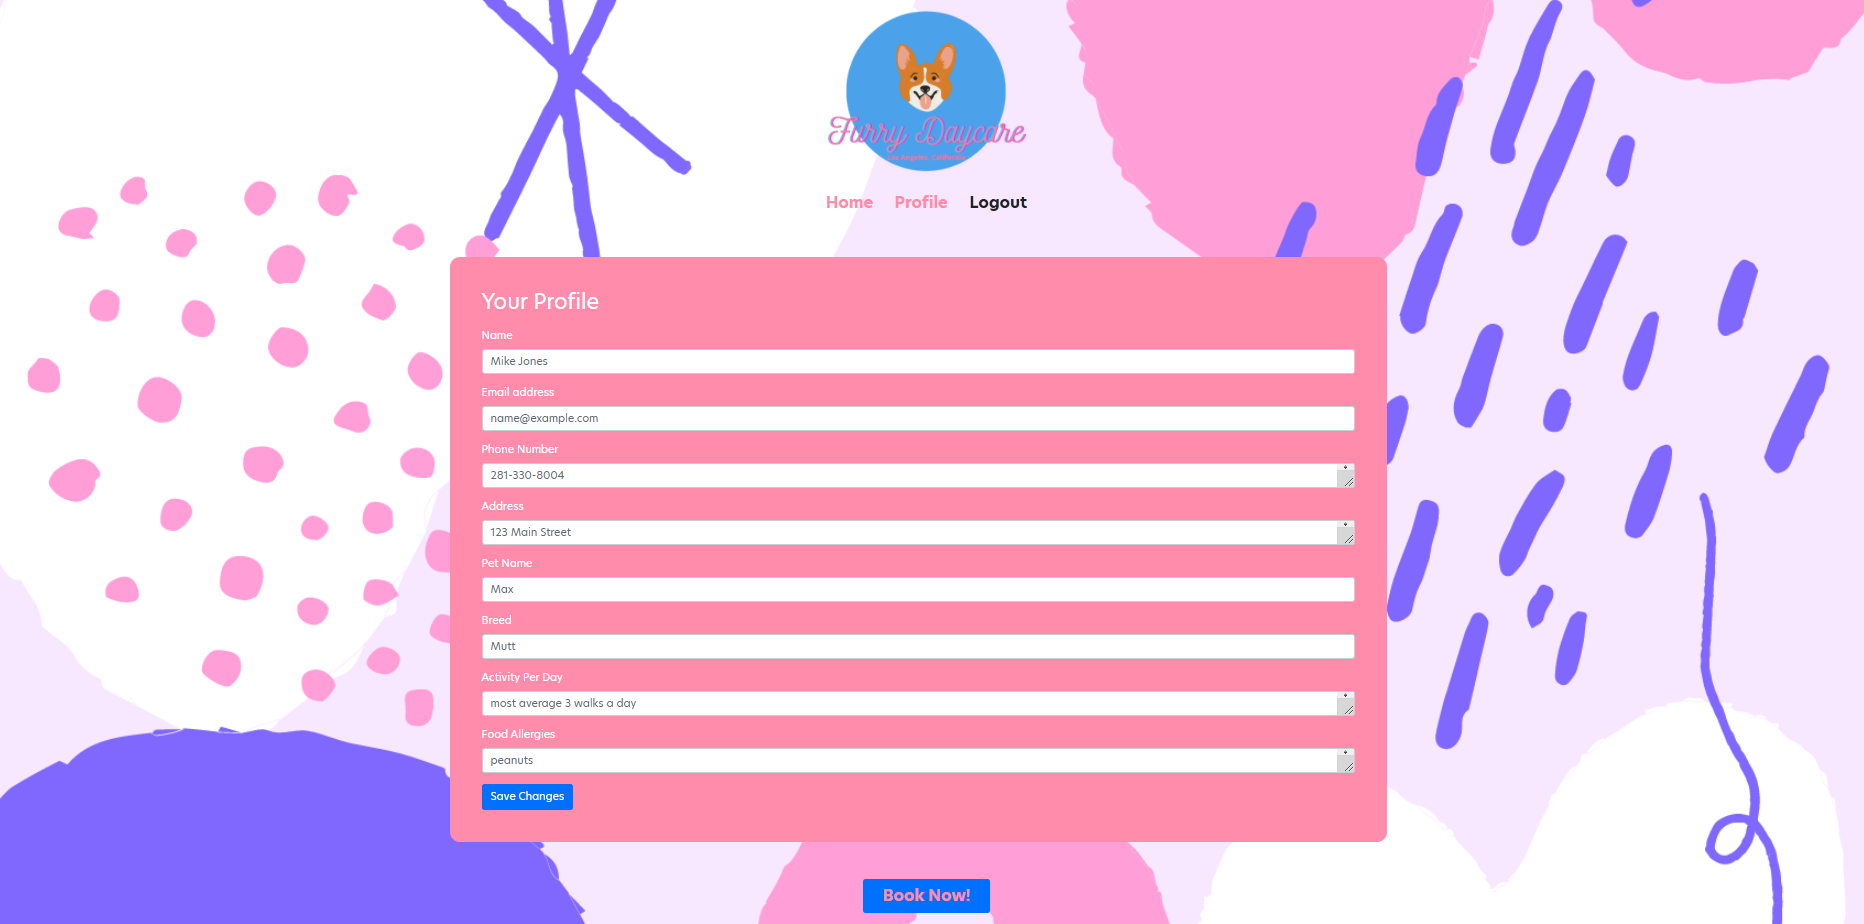 Furry Daycare
Los Angeles, California
Home Profile Logout
Your Profile
Name
Mike Jones
Email address
name@example.com
Phone Number
281-330-8004
Address
123 Main Street
Pet Name
Max
Breed
Mutt
Activity Per Day
most average 3 walks a day
Food Allergies
peanuts
Save Changes
Book Now!